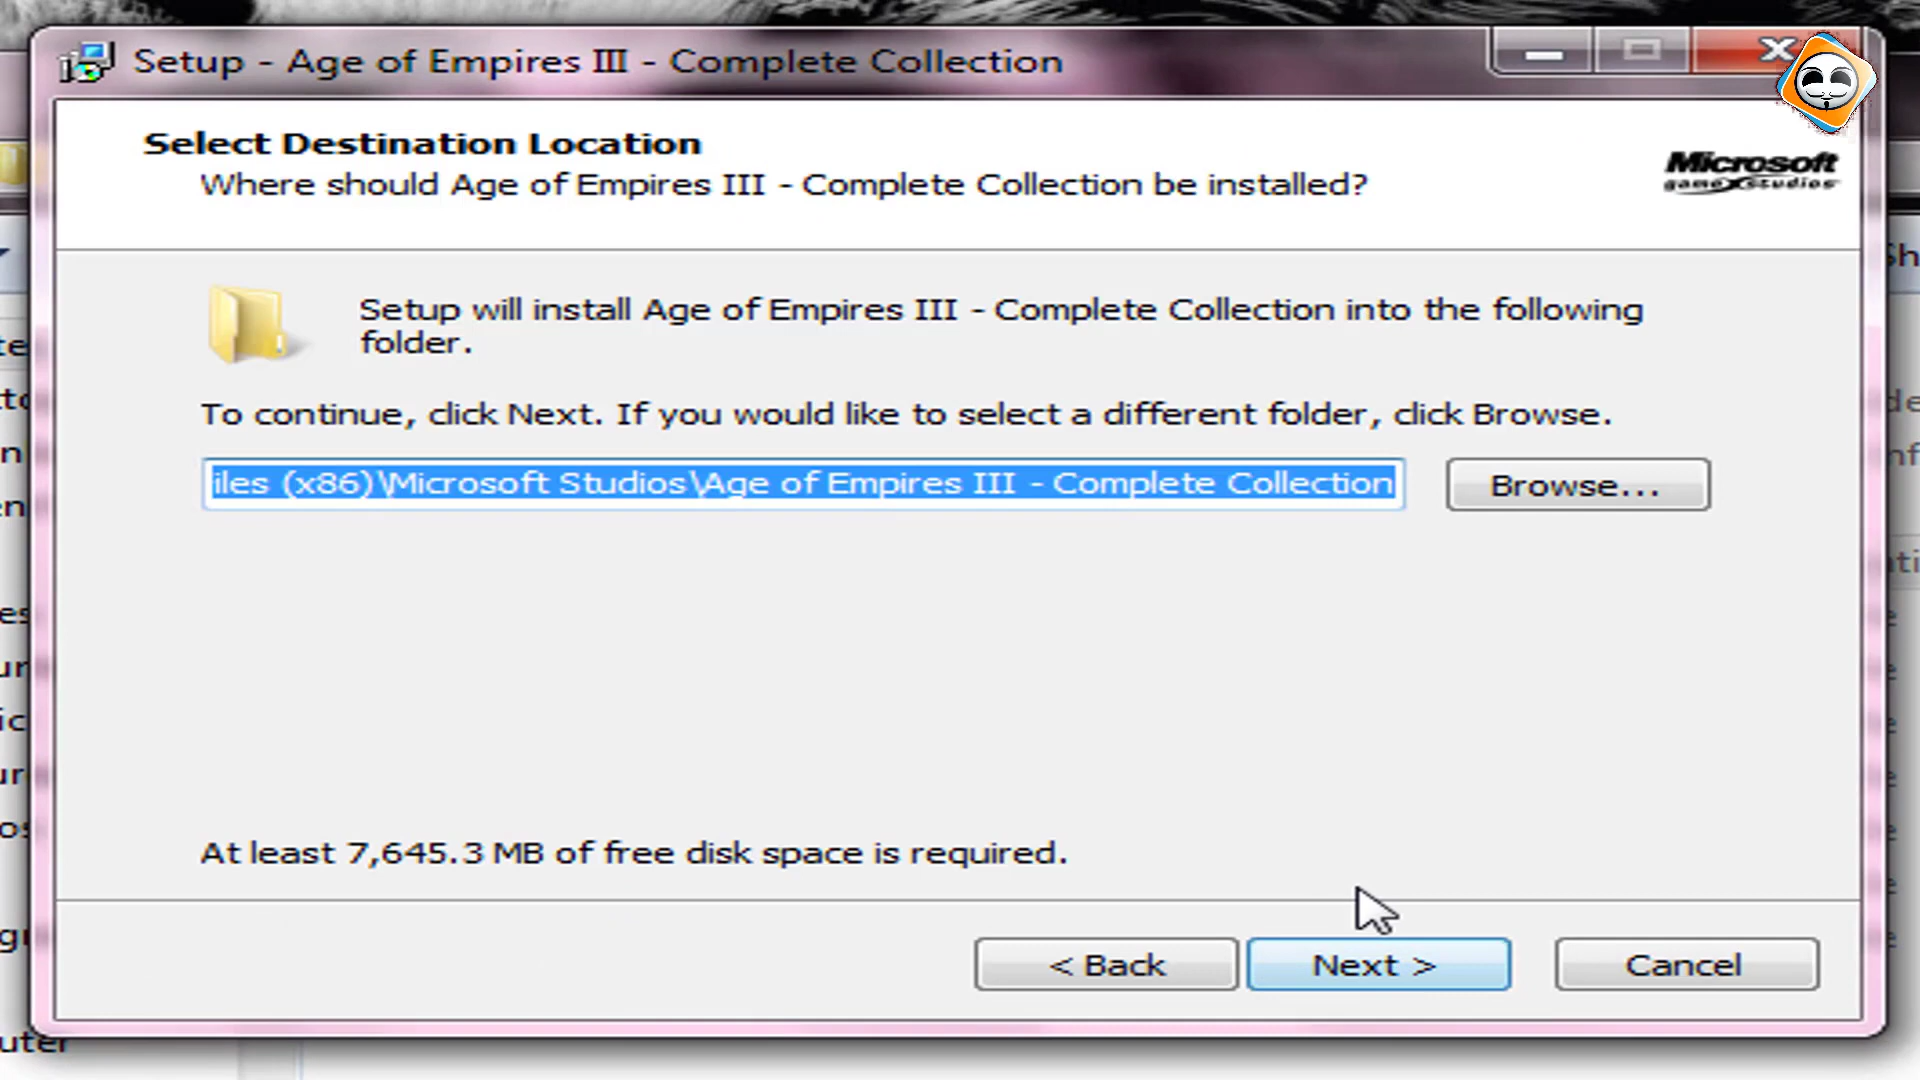 Setup - Age of Empires III - Complete Collection
Select Destination Location
Where should Age of Empires III - Complete Collection be installed?
Microsoft
game studios
Setup will install Age of Empires III - Complete Collection into the following
folder.
To continue, click Next. If you would like to select a different folder, click Browse.
iles (x86)\Microsoft Studios\Age of Empires III - Complete Collection
Browse...
At least 7,645.3 MB of free disk space is required.
< Back
Next >
Cancel